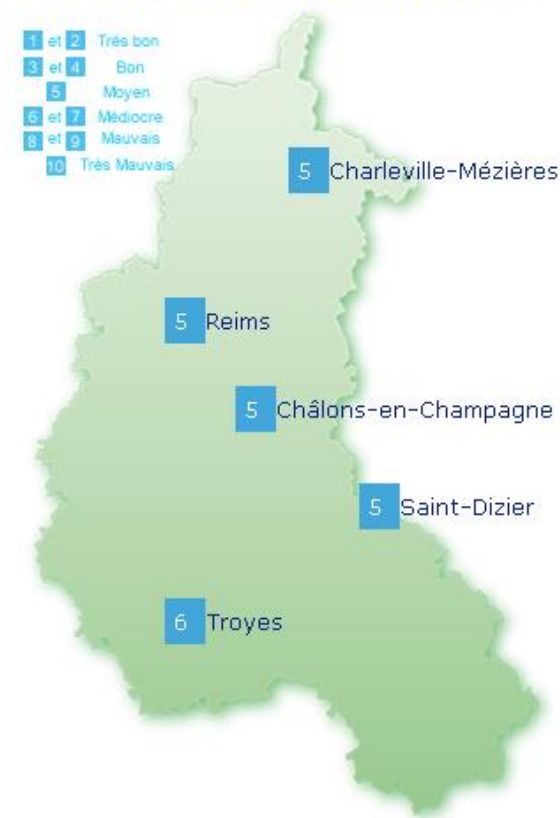 1 et 2 Très bon
3 et 4 Bon
5 Moyen
6 et 7 Médiocre
8 et 9 Mauvais
10 Très Mauvais
5 Charleville-Mézières
5 Reims
5 Châlons-en-Champagne
5 Saint-Dizier
6 Troyes